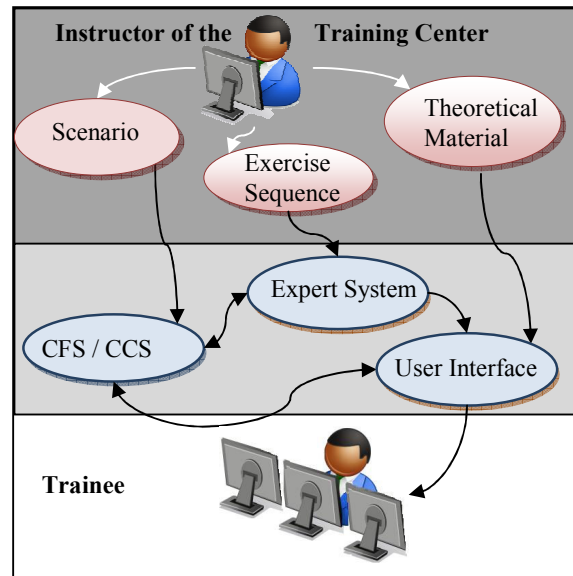 Instructor of the Training Center
Scenario
Theoretical
Material
Exercise
Sequence
Expert System
CFS / CCS
User Interface
Trainee